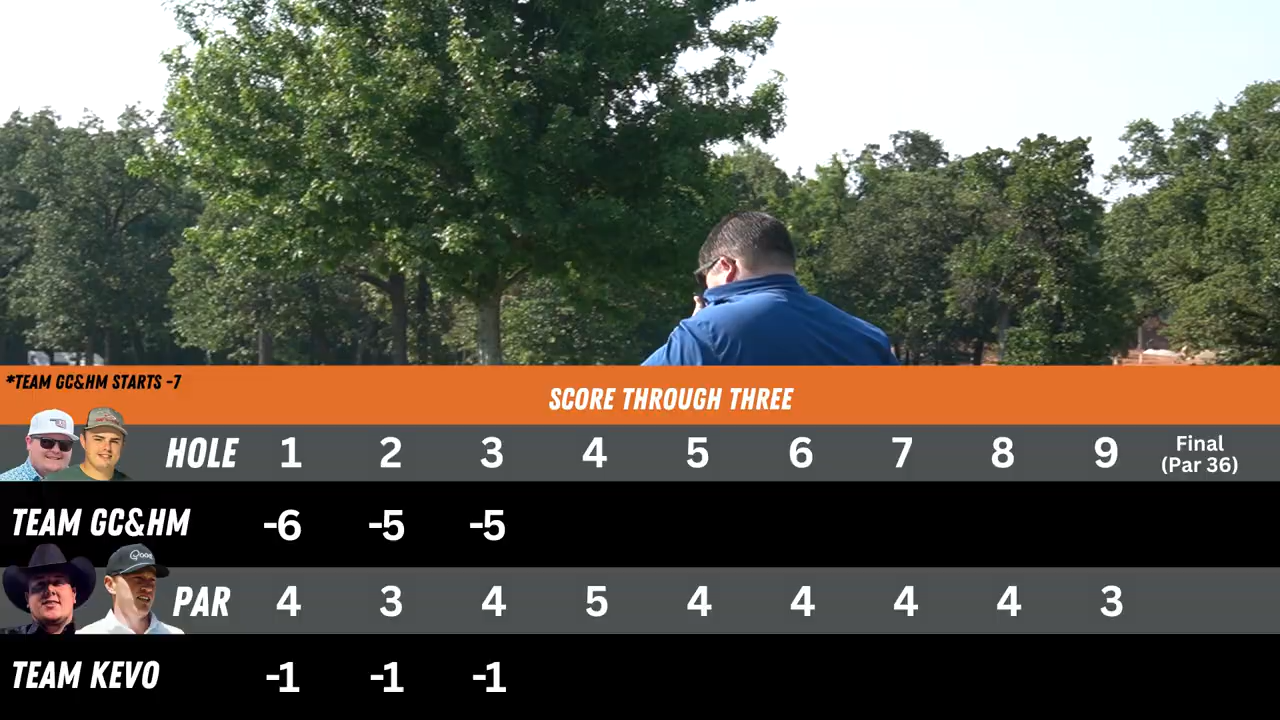 *TEAM GC&HM STARTS -7
SCORE THROUGH THREE
HOLE 1 2 3 4 5 6 7 8 9 Final (Par 36)
TEAM GC&HM -6 -5 -5
PAR 4 3 4 5 4 4 4 4 3
TEAM KEVO -1 -1 -1